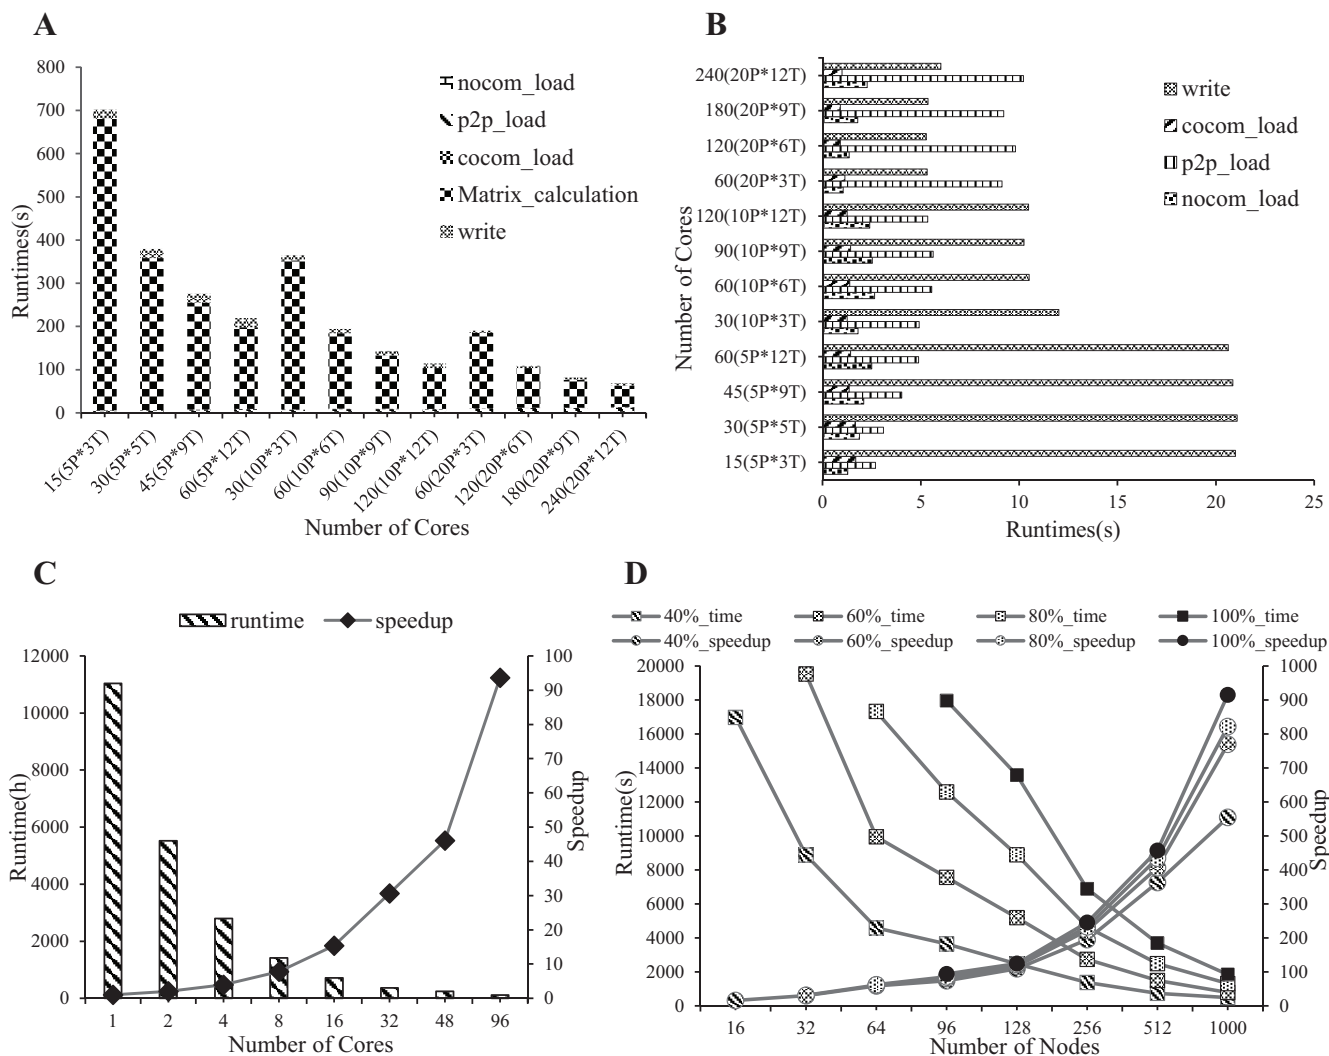 A
800
700
600
500
400
300
200
100
0
Runtimes(s)
nocom_load
p2p_load
cocom_load
Matrix_calculation
write
15(5P*3T)
30(5P*5T)
45(5P*9T)
60(5P*12T)
30(10P*3T)
60(10P*6T)
90(10P*9T)
120(10P*12T)
60(20P*3T)
120(20P*6T)
180(20P*9T)
240(20P*12T)
Number of Cores
B
240(20P*12T)
180(20P*9T)
120(20P*6T)
60(20P*3T)
120(10P*12T)
90(10P*9T)
60(10P*6T)
30(10P*3T)
60(5P*12T)
45(5P*9T)
30(5P*5T)
15(5P*3T)
Number of Cores
write
cocom_load
p2p_load
nocom_load
0 5 10 15 20 25
Runtimes(s)
C
runtime speedup
12000
10000
8000
6000
4000
2000
0
Runtime(h)
100
90
80
70
60
50
40
30
20
10
0
Speedup
1 2 4 8 16 32 48 96
Number of Cores
D
40%_time 60%_time 80%_time 100%_time
40%_speedup 60%_speedup 80%_speedup 100%_speedup
20000
18000
16000
14000
12000
10000
8000
6000
4000
2000
0
Runtime(s)
1000
900
800
700
600
500
400
300
200
100
0
Speedup
16 32 64 96 128 256 512 1000
Number of Nodes